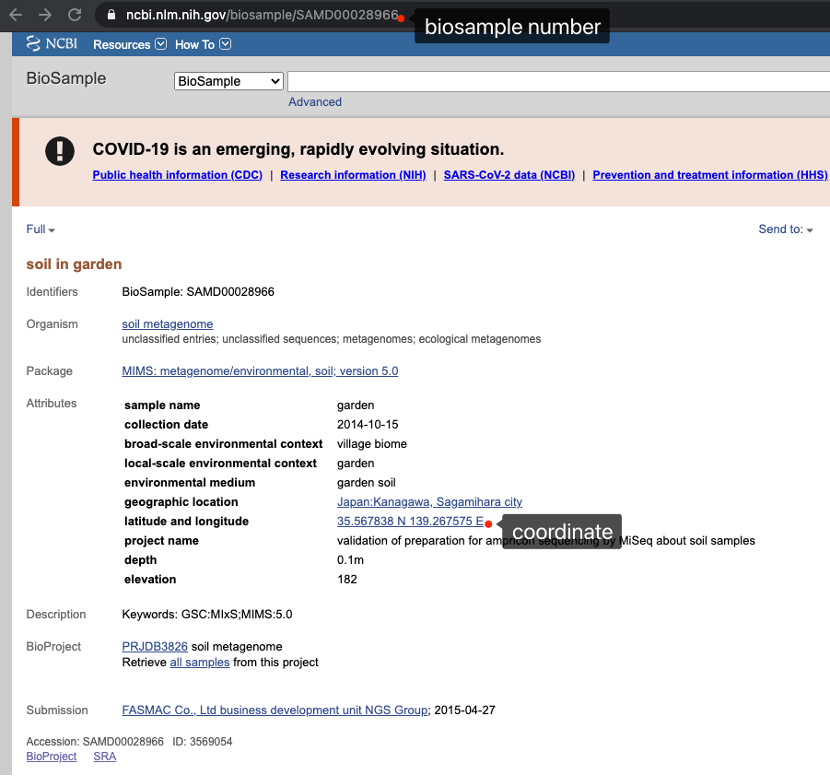 ncbi.nlm.nih.gov/biosample/SAMD00028966
biosample number
NCBI Resources How To
BioSample BioSample
Advanced
COVID-19 is an emerging, rapidly evolving situation.
Public health information (CDC) | Research information (NIH) | SARS-CoV-2 data (NCBI) | Prevention and treatment information (HHS)
Full Send to:
soil in garden
Identifiers BioSample: SAMD00028966
Organism soil metagenome
unclassified entries; unclassified sequences; metagenomes; ecological metagenomes
Package MIMS: metagenome/environmental, soil; version 5.0
Attributes sample name garden
collection date 2014-10-15
broad-scale environmental context village biome
local-scale environmental context garden
environmental medium garden soil
geographic location Japan:Kanagawa, Sagamihara city
latitude and longitude 35.567838 N 139.267575 E
coordinate
project name validation of preparation for amplicon sequencing by MiSeq about soil samples
depth 0.1m
elevation 182
Description Keywords: GSC:MIxS;MIMS:5.0
BioProject PRJDB3826 soil metagenome
Retrieve all samples from this project
Submission FASMAC Co., Ltd business development unit NGS Group; 2015-04-27
Accession: SAMD00028966 ID: 3569054
BioProject SRA